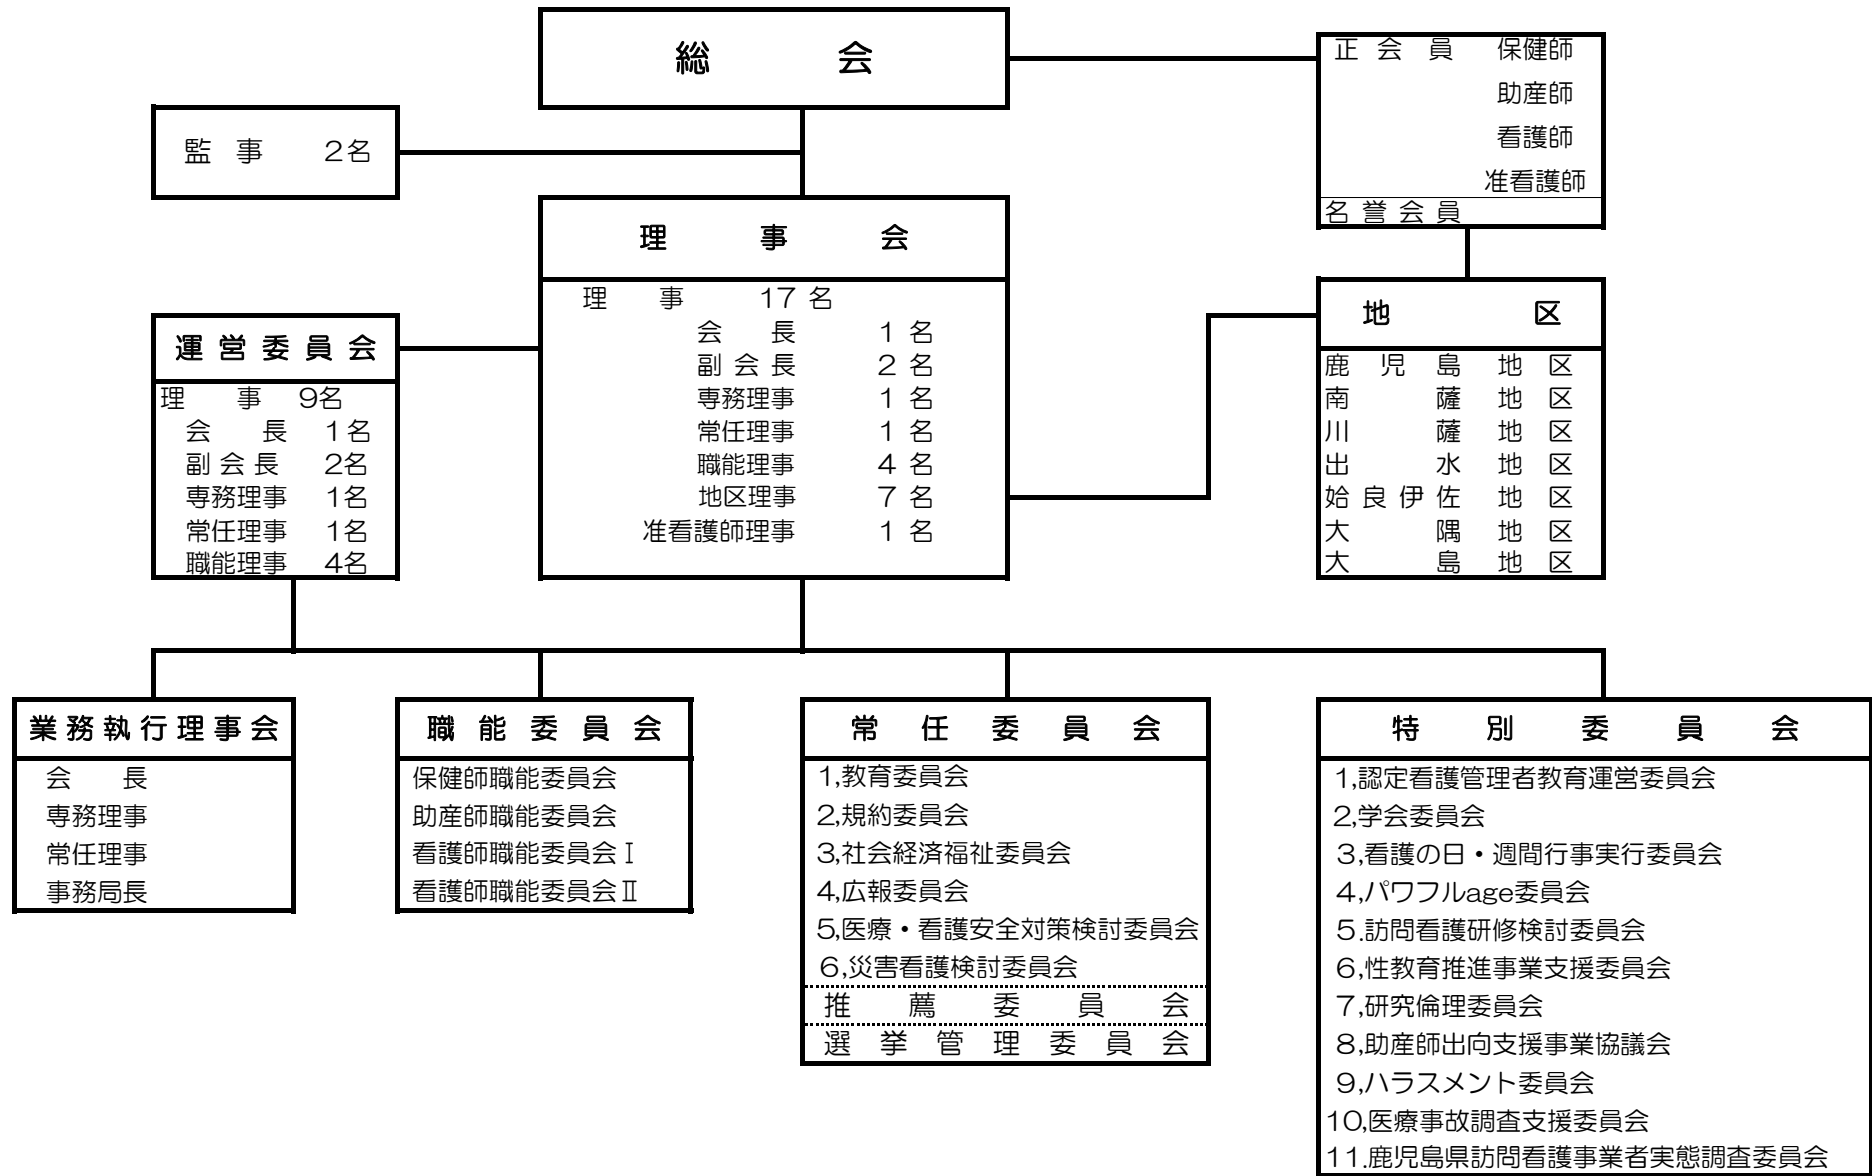 総会
正会員 保健師
助産師
看護師
准看護師
名誉会員
監事 2名
理事会
理事 17名
会長 1名
副会長 2名
専務理事 1名
常任理事 1名
職能理事 4名
地区理事 7名
准看護師理事 1名
運営委員会
理事 9名
会長 1名
副会長 2名
専務理事 1名
常任理事 1名
職能理事 4名
地区
鹿児島地区
南薩地区
川薩地区
出水地区
姶良伊佐地区
大隅地区
大島地区
業務執行理事会
会長
専務理事
常任理事
事務局長
職能委員会
保健師職能委員会
助産師職能委員会
看護師職能委員会Ⅰ
看護師職能委員会Ⅱ
常任委員会
1,教育委員会
2,規約委員会
3,社会経済福祉委員会
4,広報委員会
5,医療・看護安全対策検討委員会
6,災害看護検討委員会
推薦委員会
選挙管理委員会
特別委員会
1,認定看護管理者教育運営委員会
2,学会委員会
3,看護の日・週間行事実行委員会
4,パワフルage委員会
5.訪問看護研修検討委員会
6,性教育推進事業支援委員会
7,研究倫理委員会
8,助産師出向支援事業協議会
9,ハラスメント委員会
10,医療事故調査支援委員会
11.鹿児島県訪問看護事業者実態調査委員会